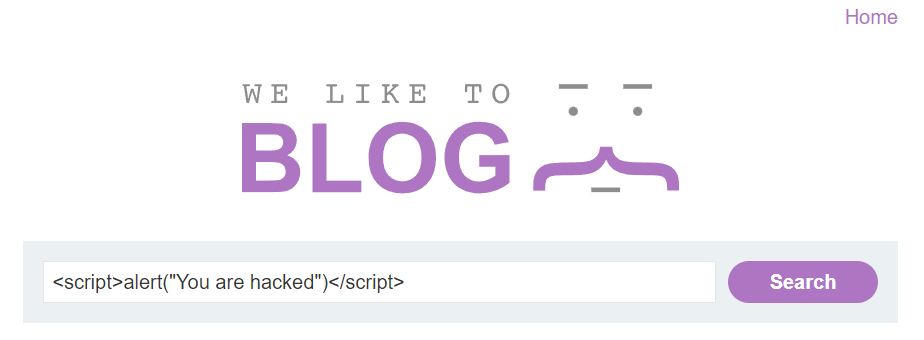 Home
WE LIKE TO
BLOG
<script>alert("You are hacked")</script>
Search